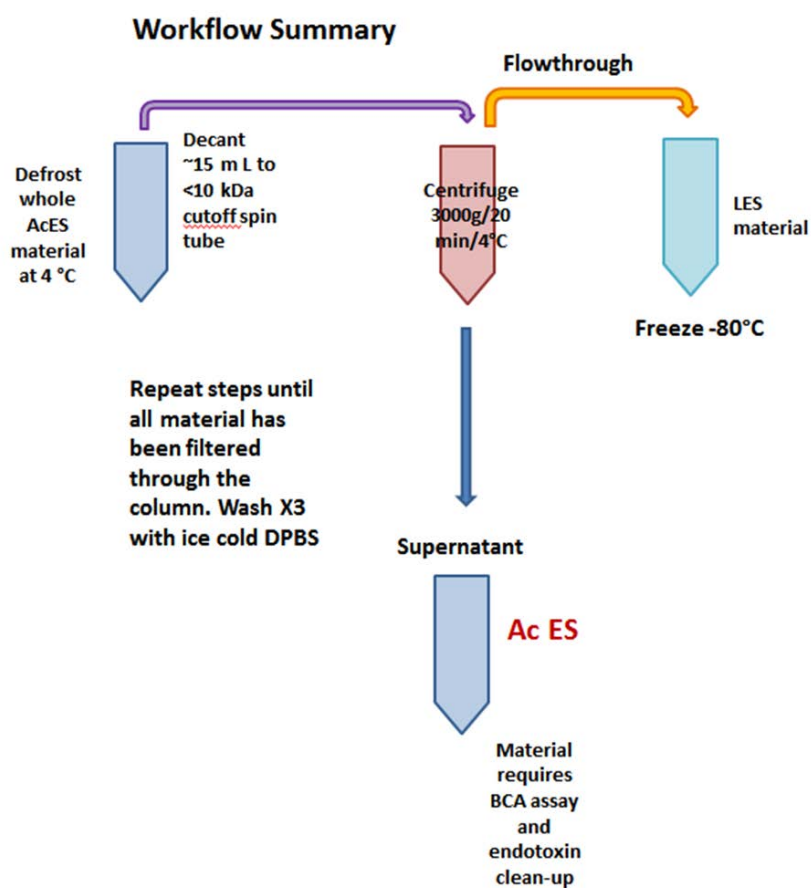 Workflow Summary
Flowthrough
Defrost
whole
AcES
material
at 4 °C
Decant
~15 m L to
<10 kDa
cutoff spin
tube
Centrifuge
3000g/20
min/4°C
LES
material
Freeze -80°C
Repeat steps until
all material has
been filtered
through the
column. Wash X3
with ice cold DPBS
Supernatant
Ac ES
Material
requires
BCA assay
and
endotoxin
clean-up